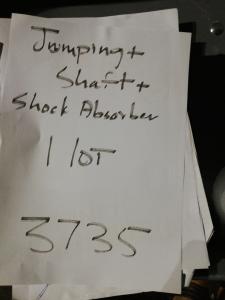 Jumping+
Shaft+
Shock Absorber
1 lot
3735